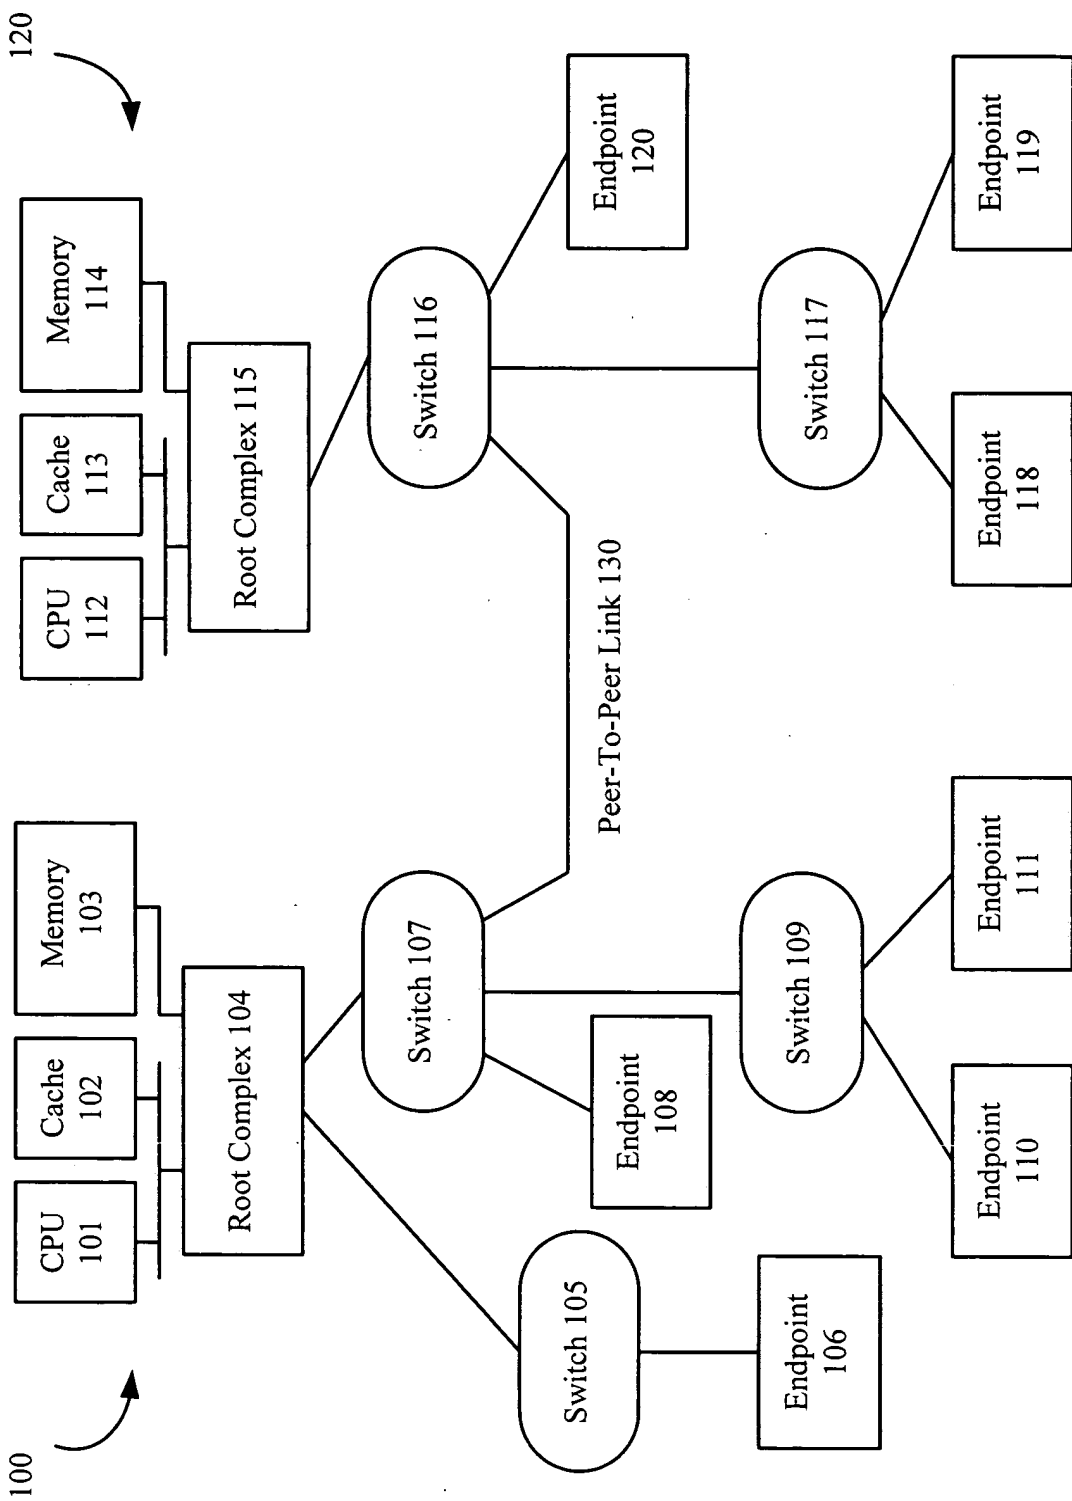 100
120
CPU
101
Cache
102
Memory
103
CPU
112
Cache
113
Memory
114
Root Complex 104
Root Complex 115
Switch 107
Switch 116
Switch 105
Endpoint
108
Peer-To-Peer Link 130
Endpoint
120
Endpoint
106
Switch 109
Switch 117
Endpoint
110
Endpoint
111
Endpoint
118
Endpoint
119